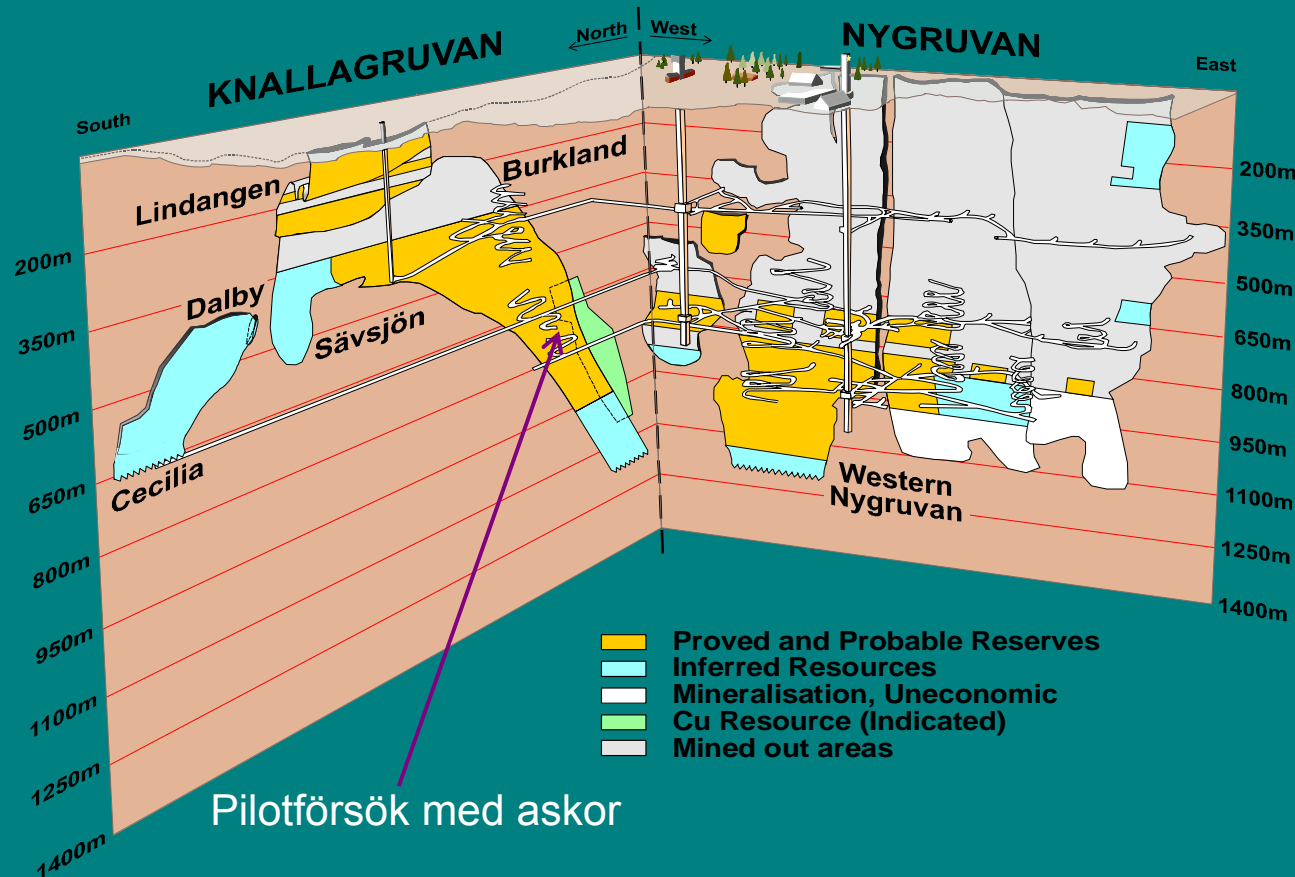 KNALLAGRUVAN
North
West
NYGRUVAN
East
South
Burkland
Lindangen
Dalby
Sävsjön
Cecilia
Western
Nygruvan
200m
350m
500m
650m
800m
950m
1100m
1250m
1400m
200m
350m
500m
650m
800m
950m
1100m
1250m
1400m
Proved and Probable Reserves
Inferred Resources
Mineralisation, Uneconomic
Cu Resource (Indicated)
Mined out areas
Pilotförsök med askor